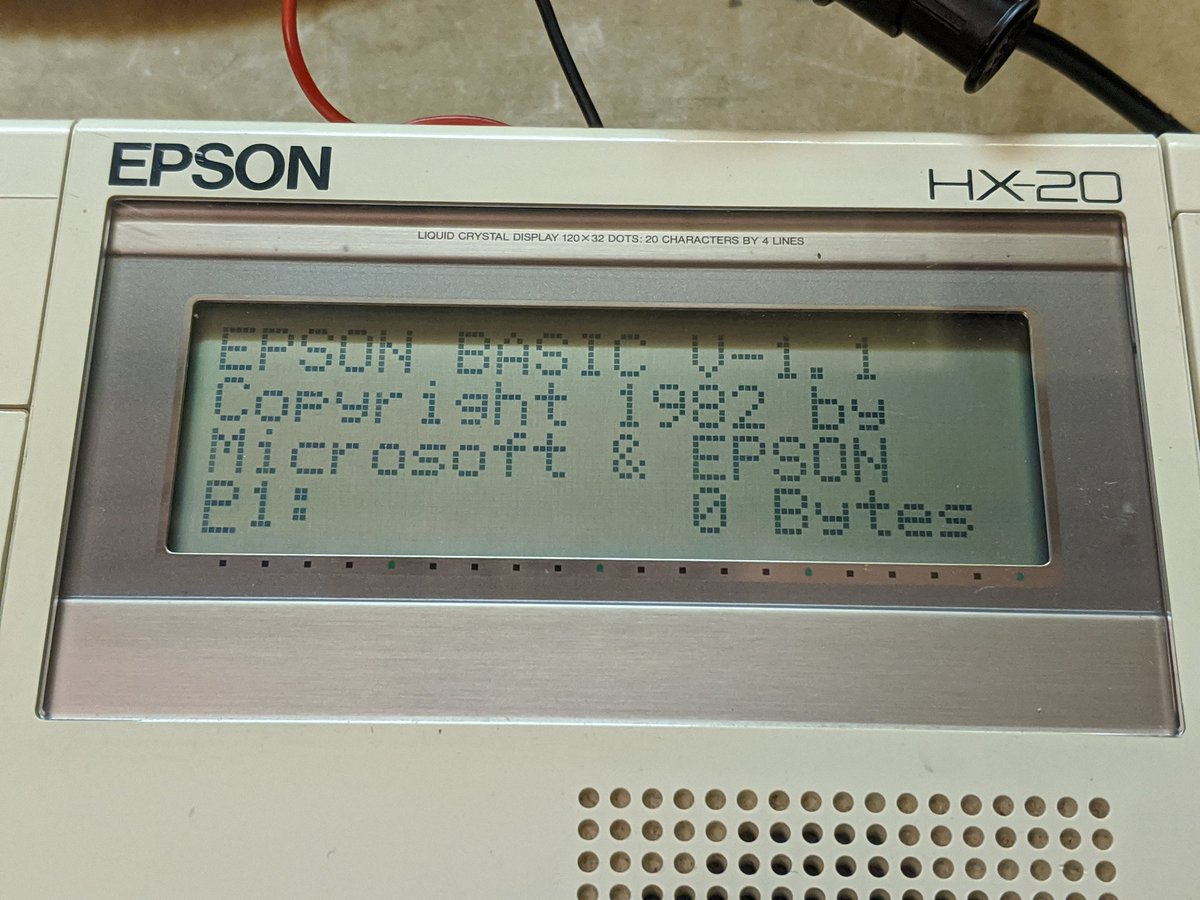 EPSON
HX-20
LIQUID CRYSTAL DISPLAY 120×32 DOTS: 20 CHARACTERS BY 4 LINES
EPSON BASIC V-1.1
Copyright 1982 by
Microsoft & EPSON
P1:          0 Bytes